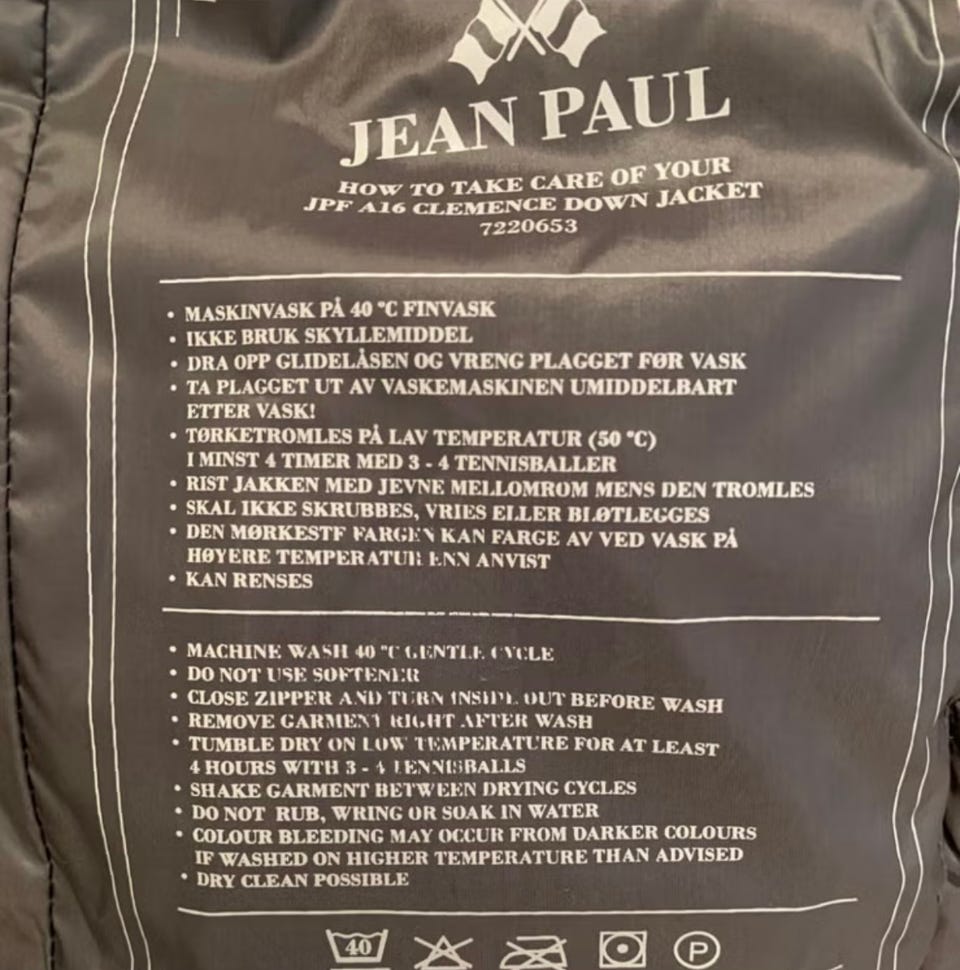 JEAN PAUL
HOW TO TAKE CARE OF YOUR
JPF A16 CLEMENCE DOWN JACKET
7220653
• MASKINVASK PÅ 40 °C FINVASK
• IKKE BRUK SKYLLEMIDDEL
• DRA OPP GLIDELÅSEN OG VRENG PLAGGET FØR VASK
• TA PLAGGET UT AV VASKEMASKINEN UMIDDELBART
ETTER VASK!
• TØRKETROMLES PÅ LAV TEMPERATUR (50 °C)
I MINST 4 TIMER MED 3 - 4 TENNISBALLER
• RIST JAKKEN MED JEVNE MELLOMROM MENS DEN TROMLES
• SKAL IKKE SKRUBBES, VRIES ELLER BLØTLEGGES
• DEN MØRKESTE FARGEN KAN FARGE AV VED VASK PÅ
HØYERE TEMPERATUR ENN ANVIST
• KAN RENSES
• MACHINE WASH 40 °C GENTLE CYCLE
• DO NOT USE SOFTENER
• CLOSE ZIPPER AND TURN INSIDE OUT BEFORE WASH
• REMOVE GARMENT RIGHT AFTER WASH
• TUMBLE DRY ON LOW TEMPERATURE FOR AT LEAST
4 HOURS WITH 3 - 4 TENNISBALLS
• SHAKE GARMENT BETWEEN DRYING CYCLES
• DO NOT RUB, WRING OR SOAK IN WATER
• COLOUR BLEEDING MAY OCCUR FROM DARKER COLOURS
IF WASHED ON HIGHER TEMPERATURE THAN ADVISED
• DRY CLEAN POSSIBLE
40 P